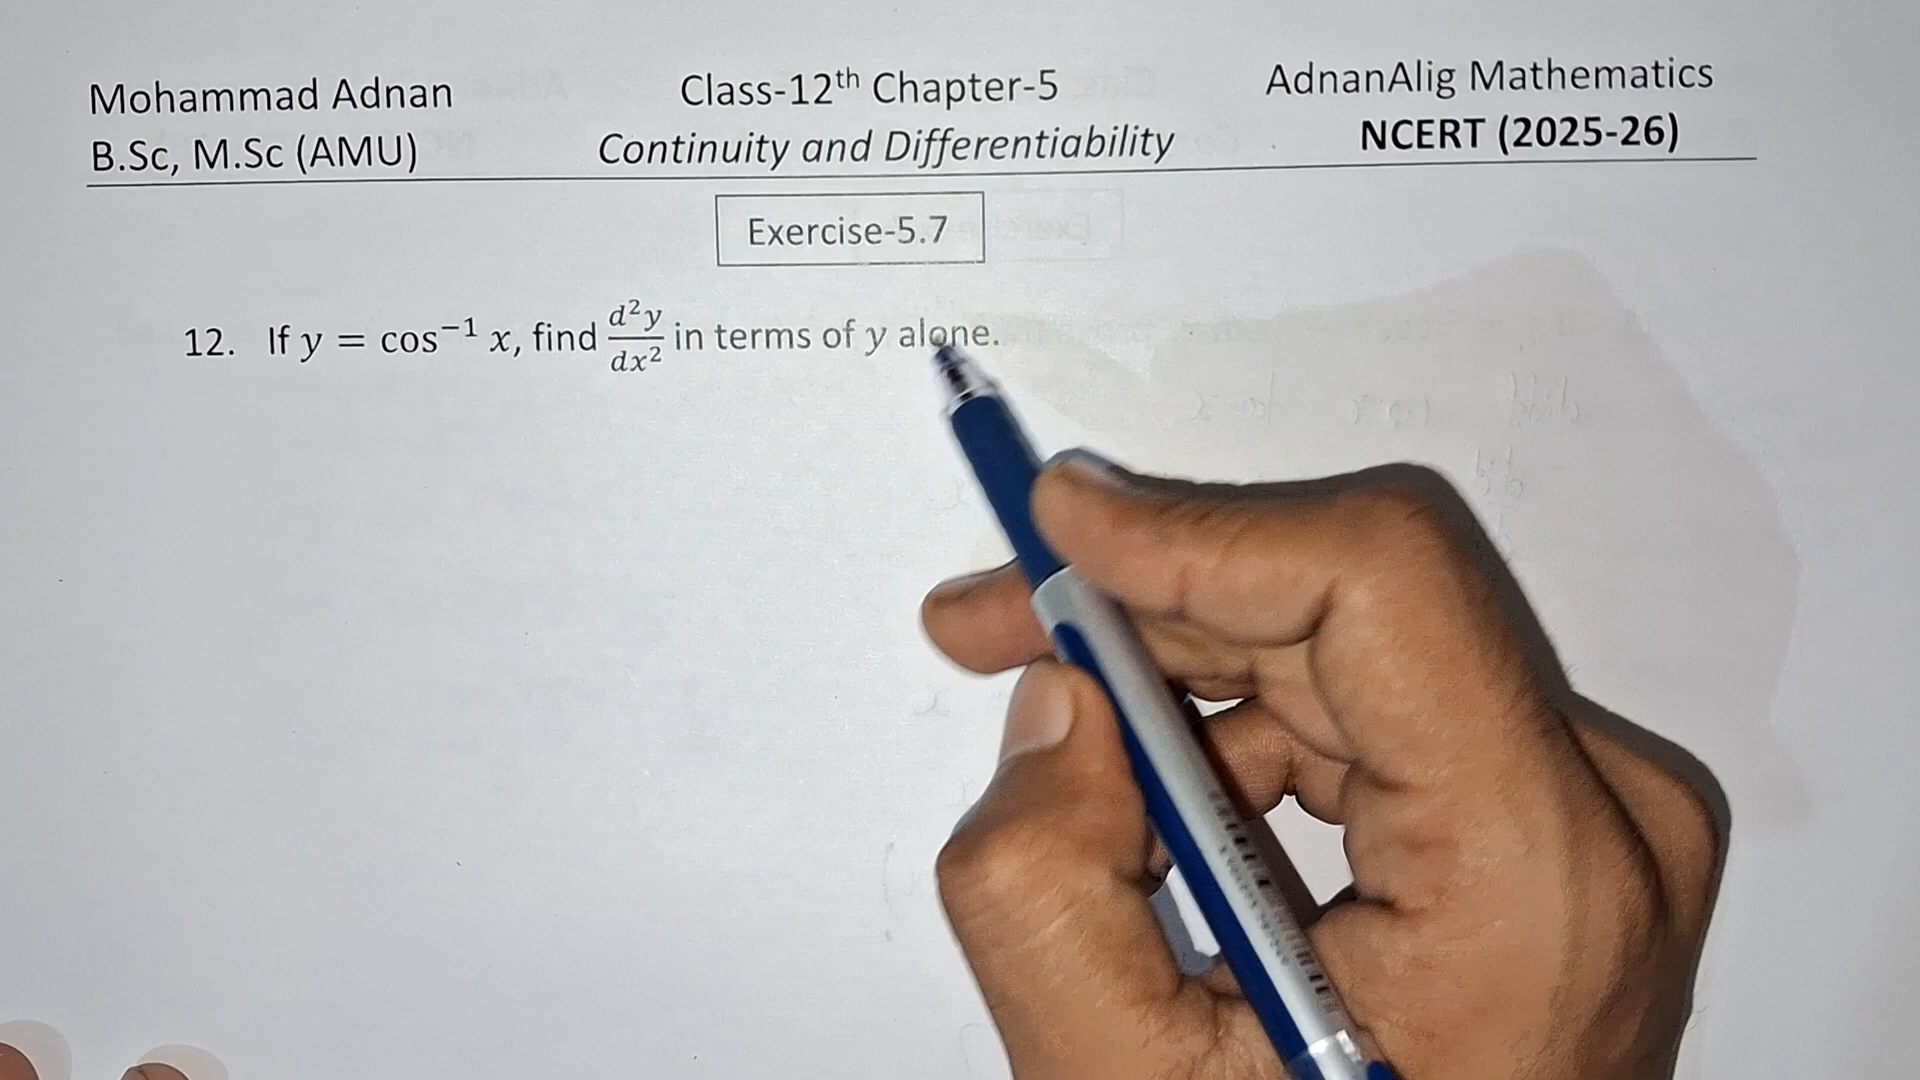 Mohammad Adnan
B.Sc, M.Sc (AMU)
Class-12th Chapter-5
Continuity and Differentiability
AdnanAlig Mathematics
NCERT (2025-26)
Exercise-5.7
12. If y = cos⁻¹ x, find d²y/dx² in terms of y alone.